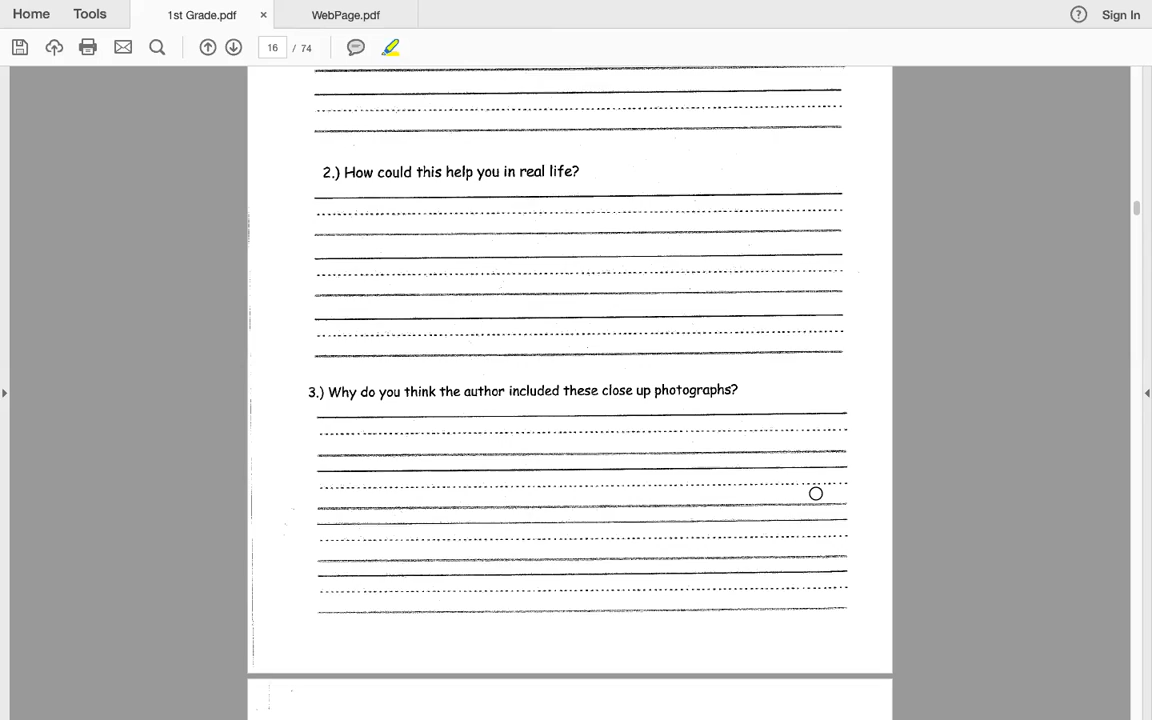 Home Tools 1st Grade.pdf × WebPage.pdf ? Sign In
16 / 74
2.) How could this help you in real life?
3.) Why do you think the author included these close up photographs?